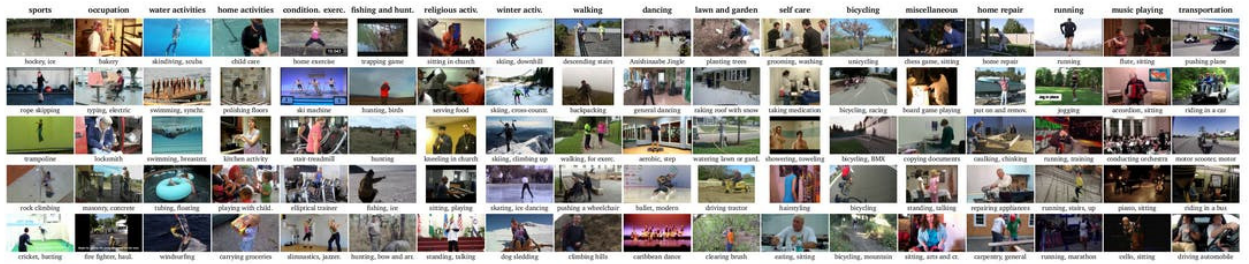 sports occupation water activities home activities condition. exerc. fishing and hunt. religious activ. winter activ. walking dancing lawn and garden self care bicycling miscellaneous home repair running music playing transportation
hockey, ice bakery skindiving, scuba child care home exercise trapping game sitting in church skiing, downhill descending stairs Anishinaabe Jingle planting trees grooming, washing unicycling chess game, sitting home repair running flute, sitting pushing plane
rope skipping typing, electric swimming, synchr. polishing floors ski machine hunting, birds serving food skiing, cross-countr. backpacking general dancing raking roof with snow taking medication bicycling, racing board game playing put on and remov. jogging accordion, sitting riding in a car
trampoline locksmith swimming, breastst. kitchen activity stair-treadmill hunting kneeling in church skiing, climbing up walking, for exerc. aerobic, step watering lawn or gard. showering, toweling bicycling, BMX copying documents caulking, chinking running, training conducting orchestra motor scooter, motor
rock climbing masonry, concrete tubing, floating playing with child. elliptical trainer fishing, ice sitting, playing skating, ice dancing pushing a wheelchair ballet, modern driving tractor hairstyling bicycling standing, talking repairing appliances running, stairs, up piano, sitting riding in a bus
cricket, batting fire fighter, haul. windsurfing carrying groceries slimnastics, jazzer. hunting, bow and arr. standing, talking dog sledding climbing hills caribbean dance clearing brush eating, sitting bicycling, mountain sitting, arts and cr. carpentry, general running, marathon cello, sitting driving automobile